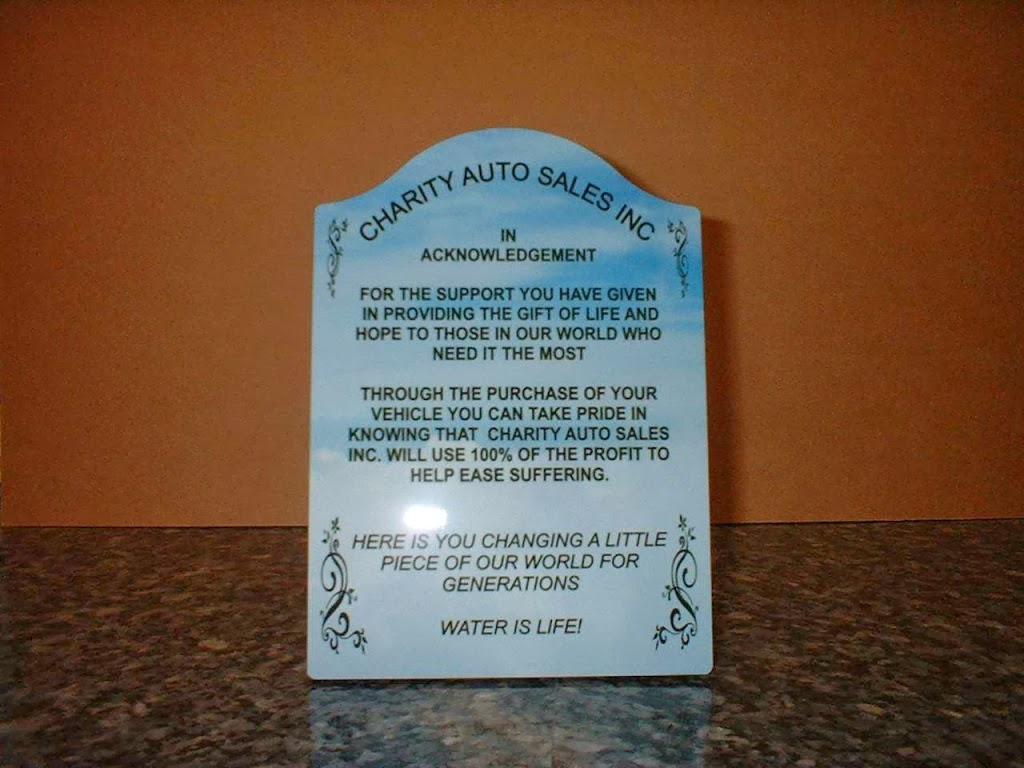 CHARITY AUTO SALES INC
IN
ACKNOWLEDGEMENT
FOR THE SUPPORT YOU HAVE GIVEN
IN PROVIDING THE GIFT OF LIFE AND
HOPE TO THOSE IN OUR WORLD WHO
NEED IT THE MOST
THROUGH THE PURCHASE OF YOUR
VEHICLE YOU CAN TAKE PRIDE IN
KNOWING THAT CHARITY AUTO SALES
INC. WILL USE 100% OF THE PROFIT TO
HELP EASE SUFFERING.
HERE IS YOU CHANGING A LITTLE
PIECE OF OUR WORLD FOR
GENERATIONS
WATER IS LIFE!